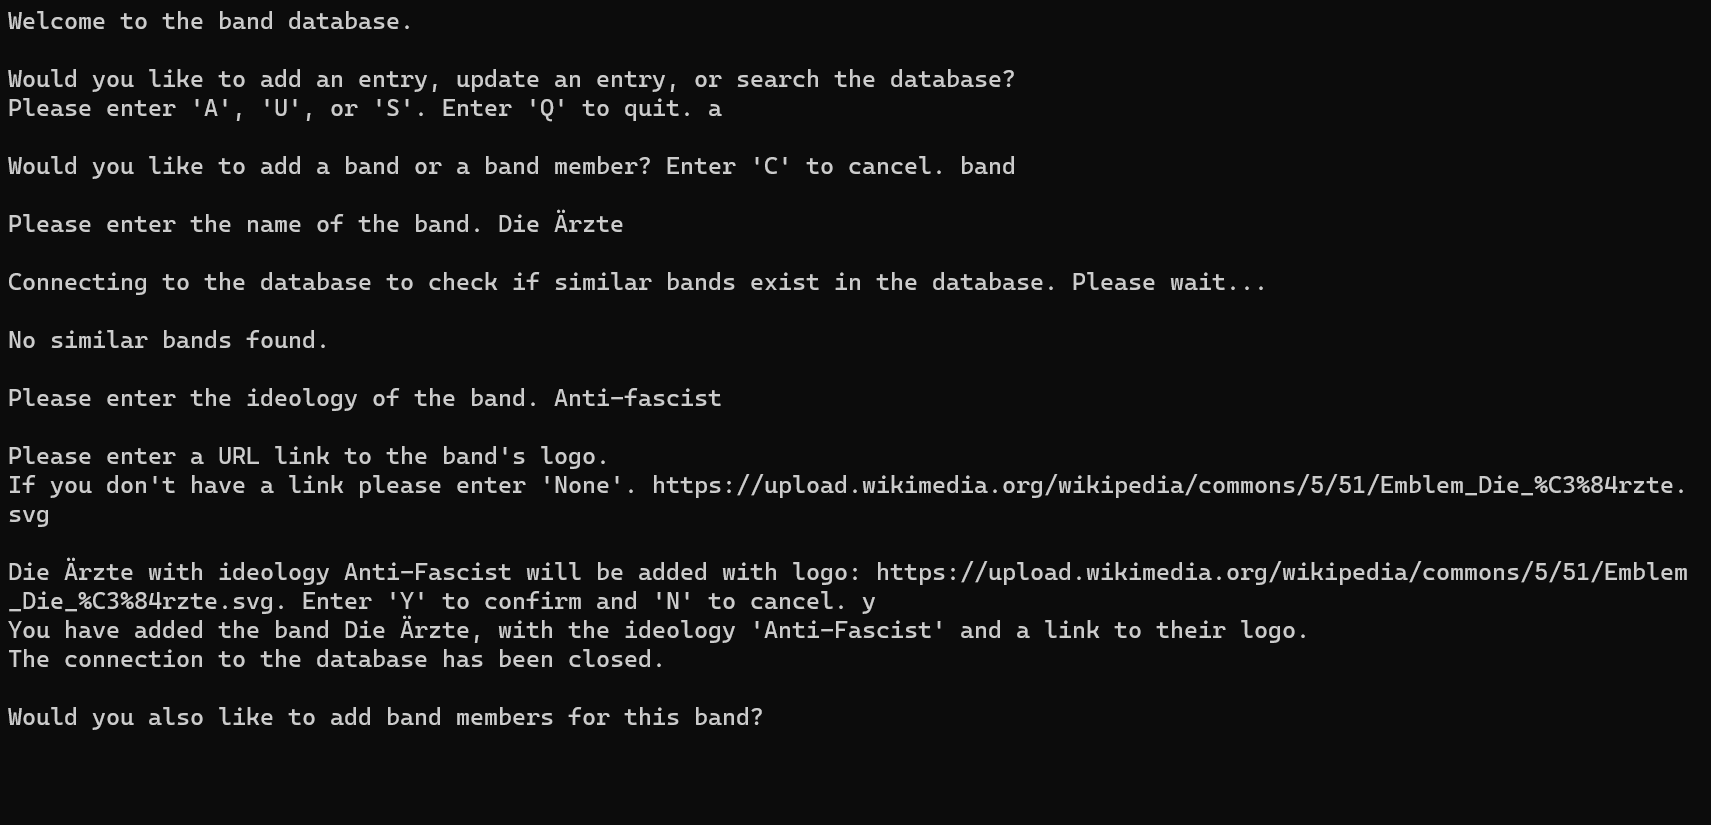 Welcome to the band database.
Would you like to add an entry, update an entry, or search the database?
Please enter 'A', 'U', or 'S'. Enter 'Q' to quit. a
Would you like to add a band or a band member? Enter 'C' to cancel. band
Please enter the name of the band. Die Ärzte
Connecting to the database to check if similar bands exist in the database. Please wait...
No similar bands found.
Please enter the ideology of the band. Anti-fascist
Please enter a URL link to the band's logo.
If you don't have a link please enter 'None'. https://upload.wikimedia.org/wikipedia/commons/5/51/Emblem_Die_%C3%84rzte.
svg
Die Ärzte with ideology Anti-Fascist will be added with logo: https://upload.wikimedia.org/wikipedia/commons/5/51/Emblem
_Die_%C3%84rzte.svg. Enter 'Y' to confirm and 'N' to cancel. y
You have added the band Die Ärzte, with the ideology 'Anti-Fascist' and a link to their logo.
The connection to the database has been closed.
Would you also like to add band members for this band?